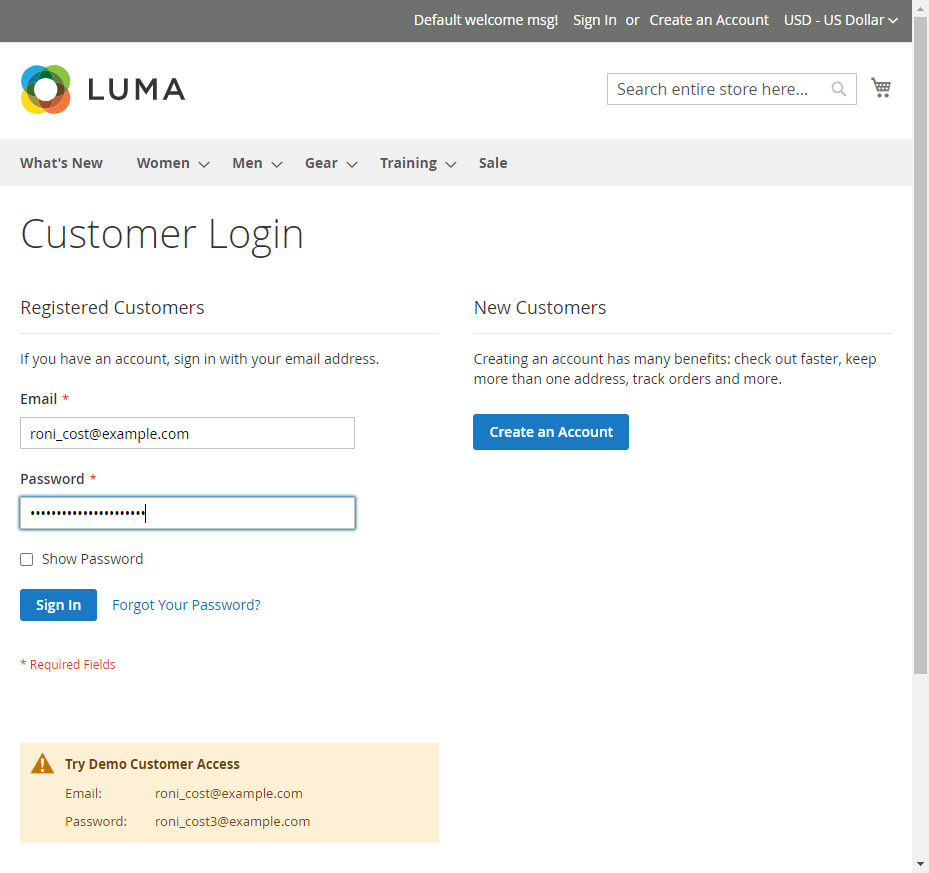 Default welcome msg! Sign In or Create an Account USD - US Dollar
LUMA
Search entire store here...
What's New Women Men Gear Training Sale
Customer Login
Registered Customers
If you have an account, sign in with your email address.
Email *
roni_cost@example.com
Password *
••••••••••••••••••••••
Show Password
Sign In Forgot Your Password?
* Required Fields
New Customers
Creating an account has many benefits: check out faster, keep
more than one address, track orders and more.
Create an Account
Try Demo Customer Access
Email: roni_cost@example.com
Password: roni_cost3@example.com